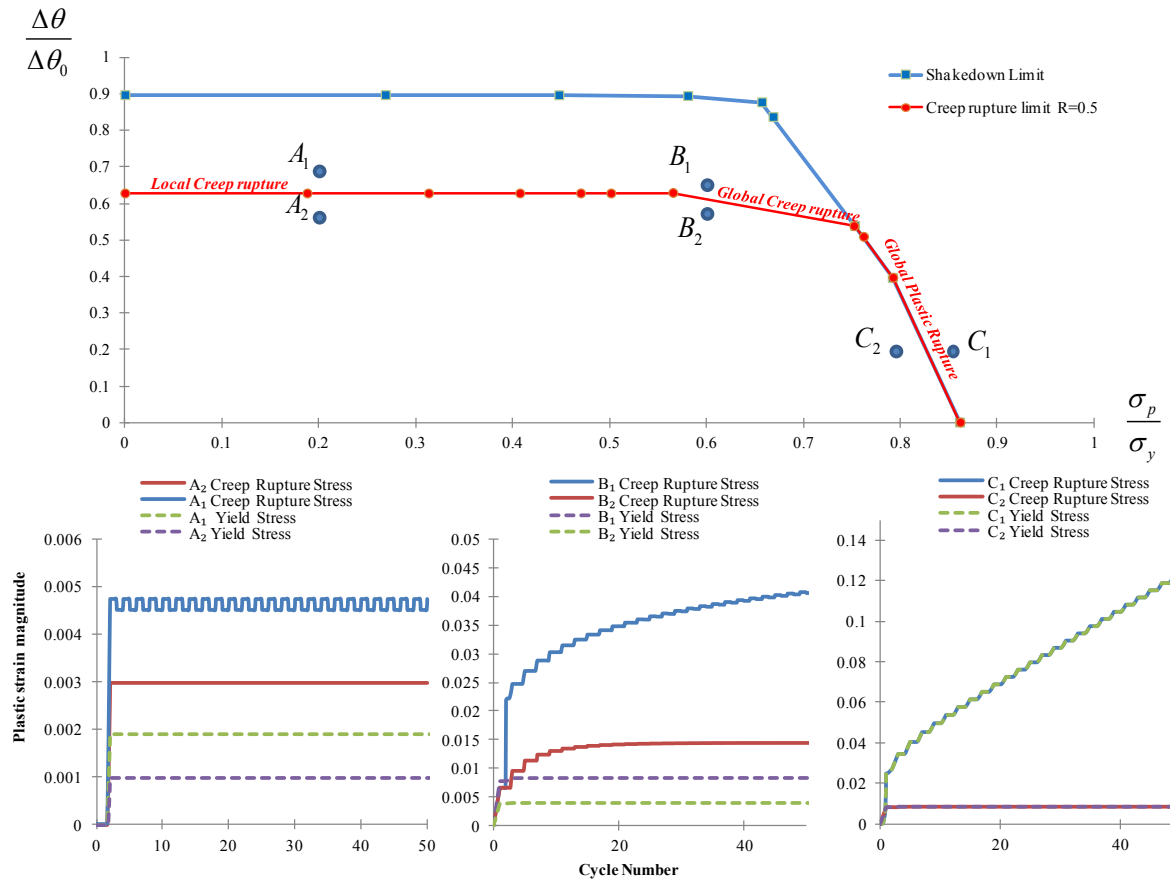 Δθ
Δθ₀
1
0.9
0.8
0.7
0.6
0.5
0.4
0.3
0.2
0.1
0
0 0.1 0.2 0.3 0.4 0.5 0.6 0.7 0.8 0.9 1
σp
σy
Shakedown Limit
Creep rupture limit R=0.5
A₁
A₂
B₁
B₂
C₂
C₁
Local Creep rupture
Global Creep rupture
Global Plastic Rupture
A₂ Creep Rupture Stress
A₁ Creep Rupture Stress
A₁ Yield Stress
A₂ Yield Stress
0.006
0.005
0.004
0.003
0.002
0.001
0
0 10 20 30 40 50
Plastic strain magnitude
B₁ Creep Rupture Stress
B₂ Creep Rupture Stress
B₁ Yield Stress
B₂ Yield Stress
0.05
0.045
0.04
0.035
0.03
0.025
0.02
0.015
0.01
0.005
0
0 20 40
Cycle Number
C₁ Creep Rupture Stress
C₂ Creep Rupture Stress
C₁ Yield Stress
C₂ Yield Stress
0.14
0.12
0.1
0.08
0.06
0.04
0.02
0
0 20 40